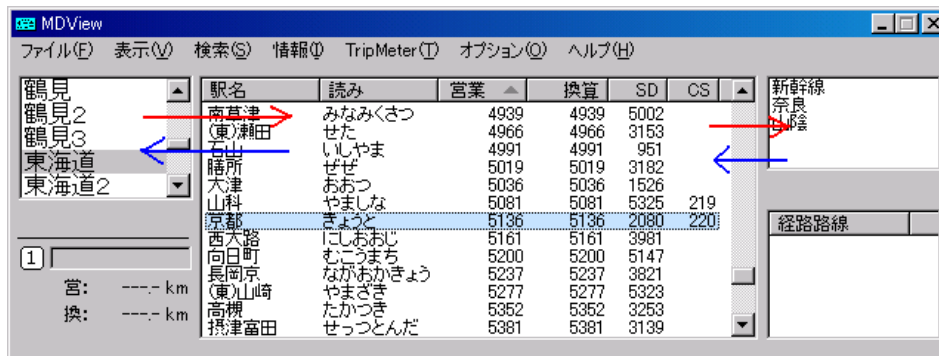 MDView
ファイル(F) 表示(V) 検索(S) 情報(I) TripMeter(T) オプション(O) ヘルプ(H)
鶴見
鶴見2
鶴見3
東海道
東海道2
1
営: ---.- km
換: ---.- km
駅名 読み 営業 換算 SD CS
南草津 みなみくさつ 4939 4939 5002
(東)瀬田 せた 4966 4966 3153
石山 いしやま 4991 4991 951
膳所 ぜぜ 5019 5019 3182
大津 おおつ 5036 5036 1526
山科 やましな 5081 5081 5325 219
京都 きょうと 5136 5136 2080 220
西大路 にしおおじ 5161 5161 3981
向日町 むこうまち 5200 5200 5147
長岡京 ながおかきょう 5237 5237 3821
(東)山崎 やまざき 5277 5277 5323
高槻 たかつき 5352 5352 3253
摂津富田 せっつとんだ 5381 5381 3139
新幹線
奈良
山陰
経路路線